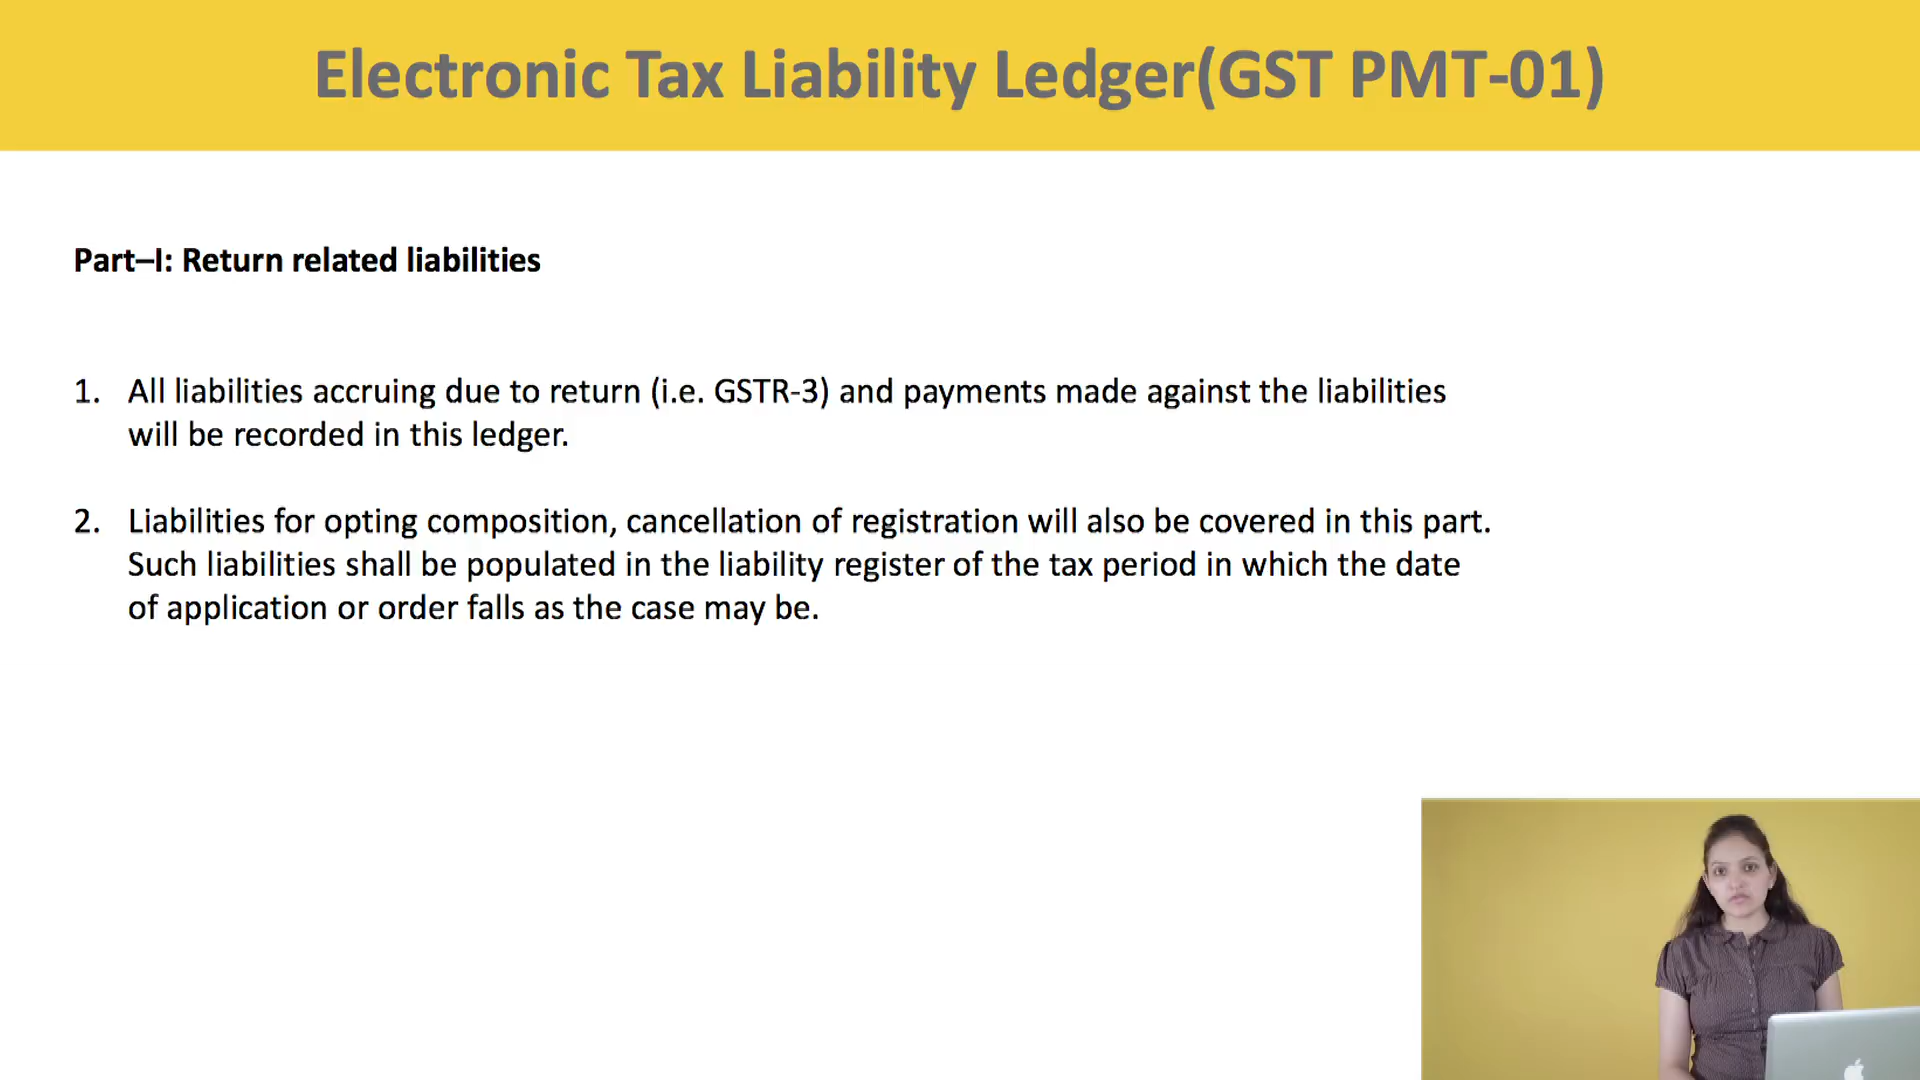 Electronic Tax Liability Ledger(GST PMT-01)
Part–I: Return related liabilities
1. All liabilities accruing due to return (i.e. GSTR-3) and payments made against the liabilities
will be recorded in this ledger.
2. Liabilities for opting composition, cancellation of registration will also be covered in this part.
Such liabilities shall be populated in the liability register of the tax period in which the date
of application or order falls as the case may be.